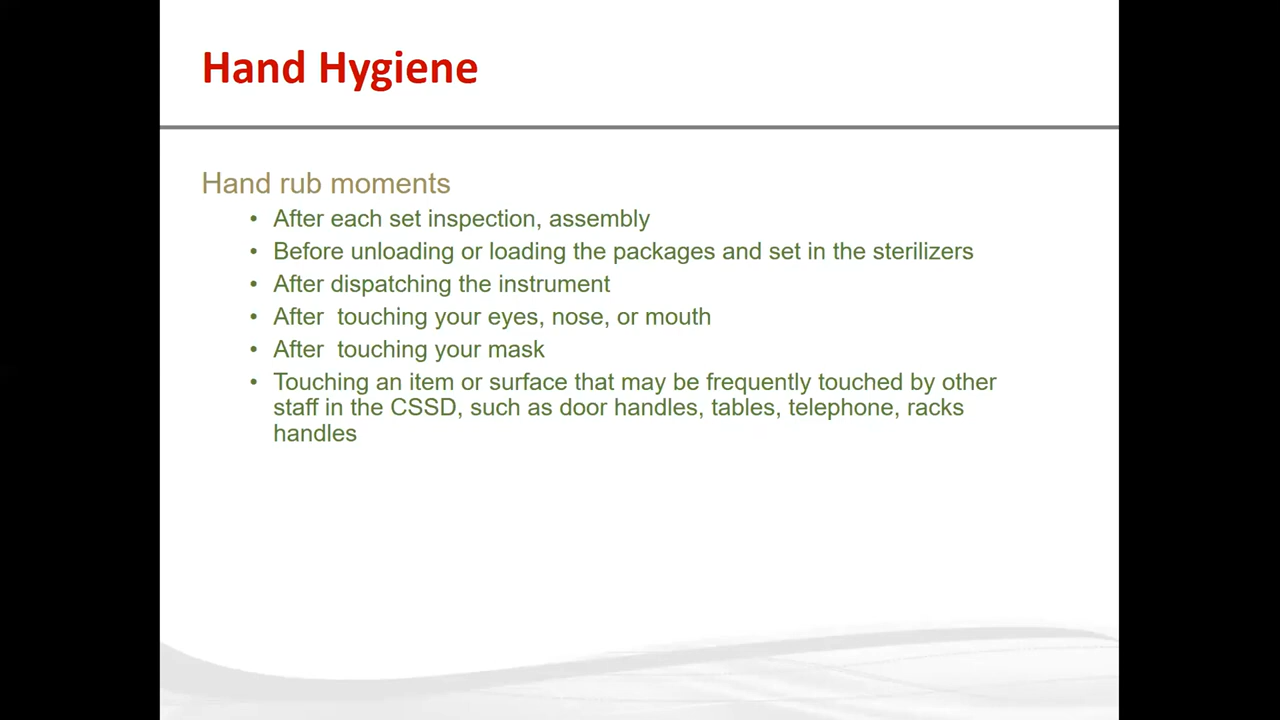 Hand Hygiene
Hand rub moments
• After each set inspection, assembly
• Before unloading or loading the packages and set in the sterilizers
• After dispatching the instrument
• After  touching your eyes, nose, or mouth
• After  touching your mask
• Touching an item or surface that may be frequently touched by other
staff in the CSSD, such as door handles, tables, telephone, racks
handles